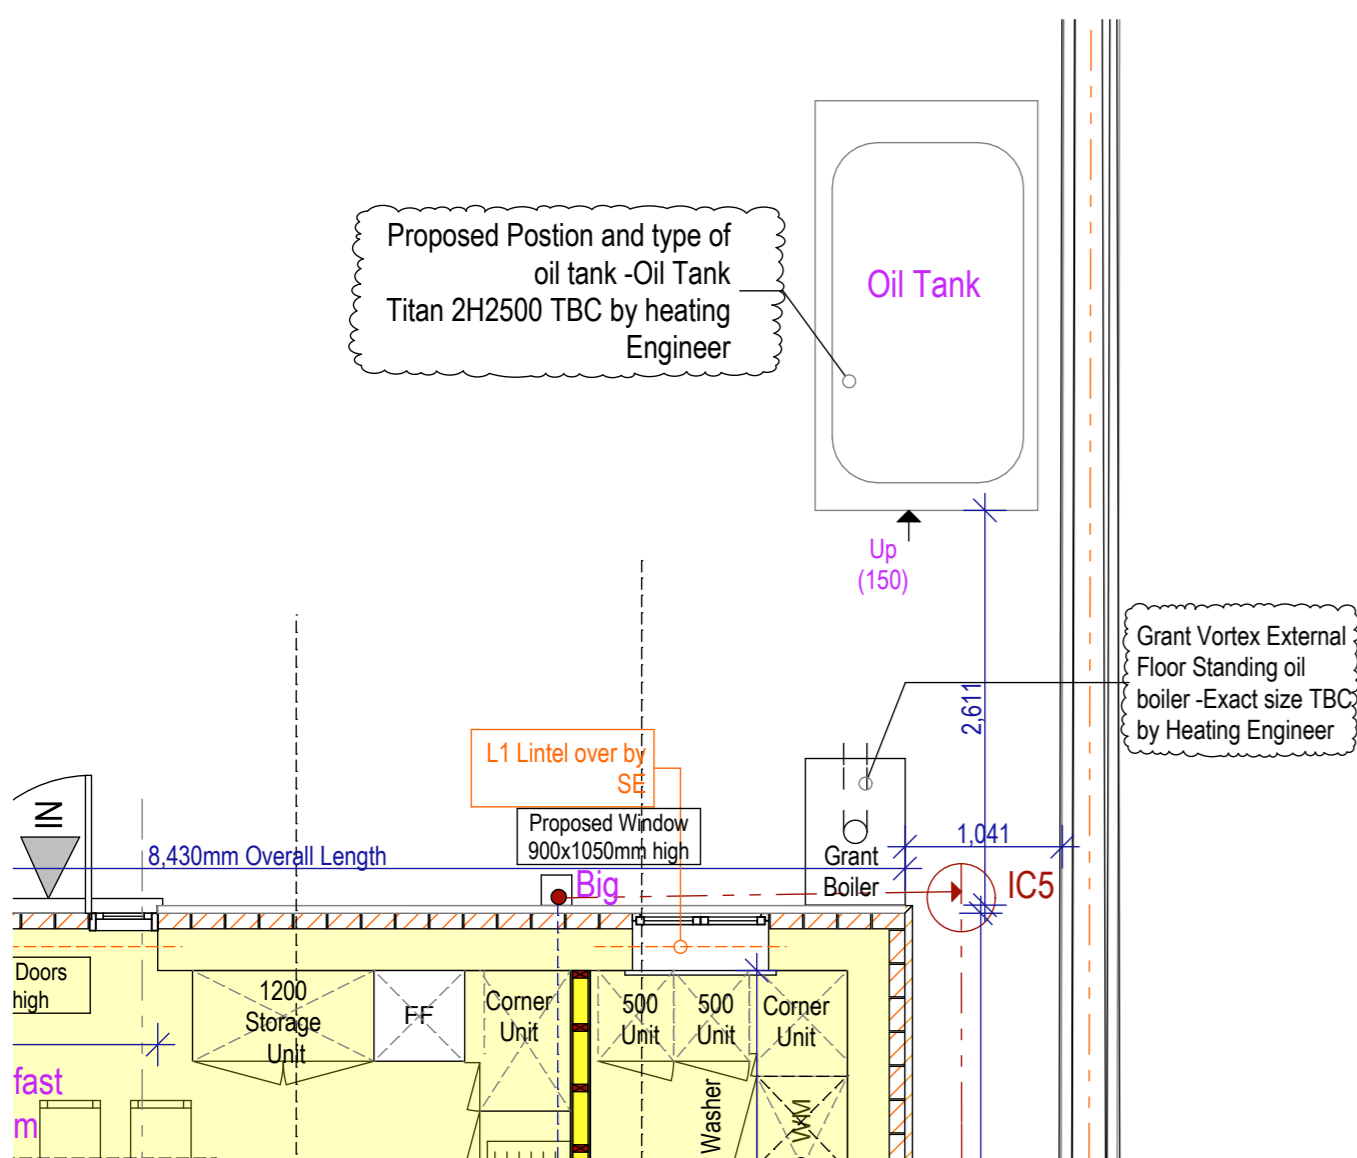 Proposed Postion and type of
oil tank -Oil Tank
Titan 2H2500 TBC by heating
Engineer
Oil Tank
Up
(150)
Grant Vortex External
Floor Standing oil
boiler -Exact size TBC
by Heating Engineer
2,611
L1 Lintel over by
SE
Proposed Window
900x1050mm high
IN
8,430mm Overall Length
Grant
Boiler
1,041
Big
IC5
Doors
high
1200
Storage
Unit
FF
Corner
Unit
500
Unit
500
Unit
Corner
Unit
fast
m
Washer
WM